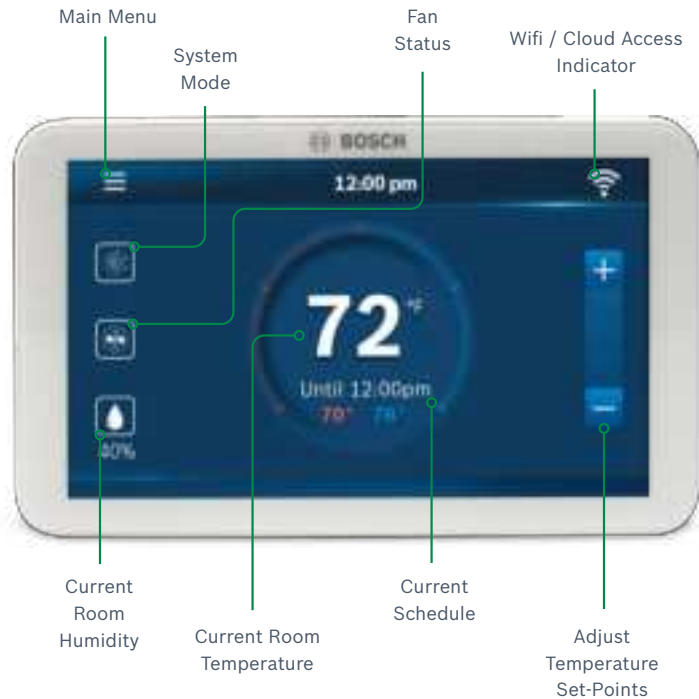 Main Menu
System
Mode
Fan
Status
Wifi / Cloud Access
Indicator
BOSCH
12:00 pm
72°F
Until 12:00pm
70°
40%
Current
Room
Humidity
Current Room
Temperature
Current
Schedule
Adjust
Temperature
Set-Points